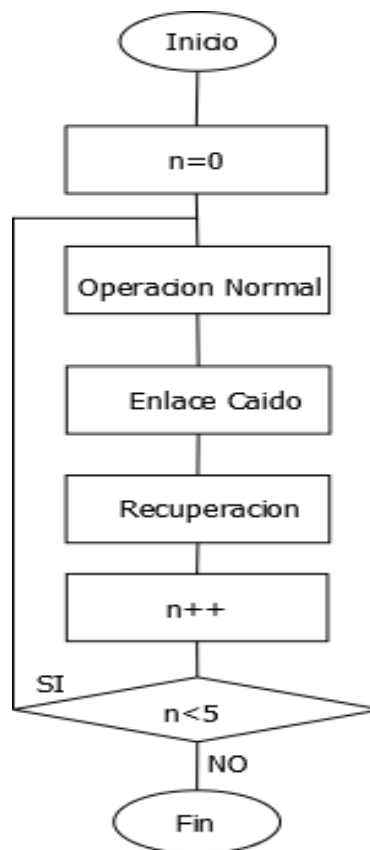 Inicio
n=0
Operacion Normal
Enlace Caido
Recuperacion
n++
SI
n<5
NO
Fin